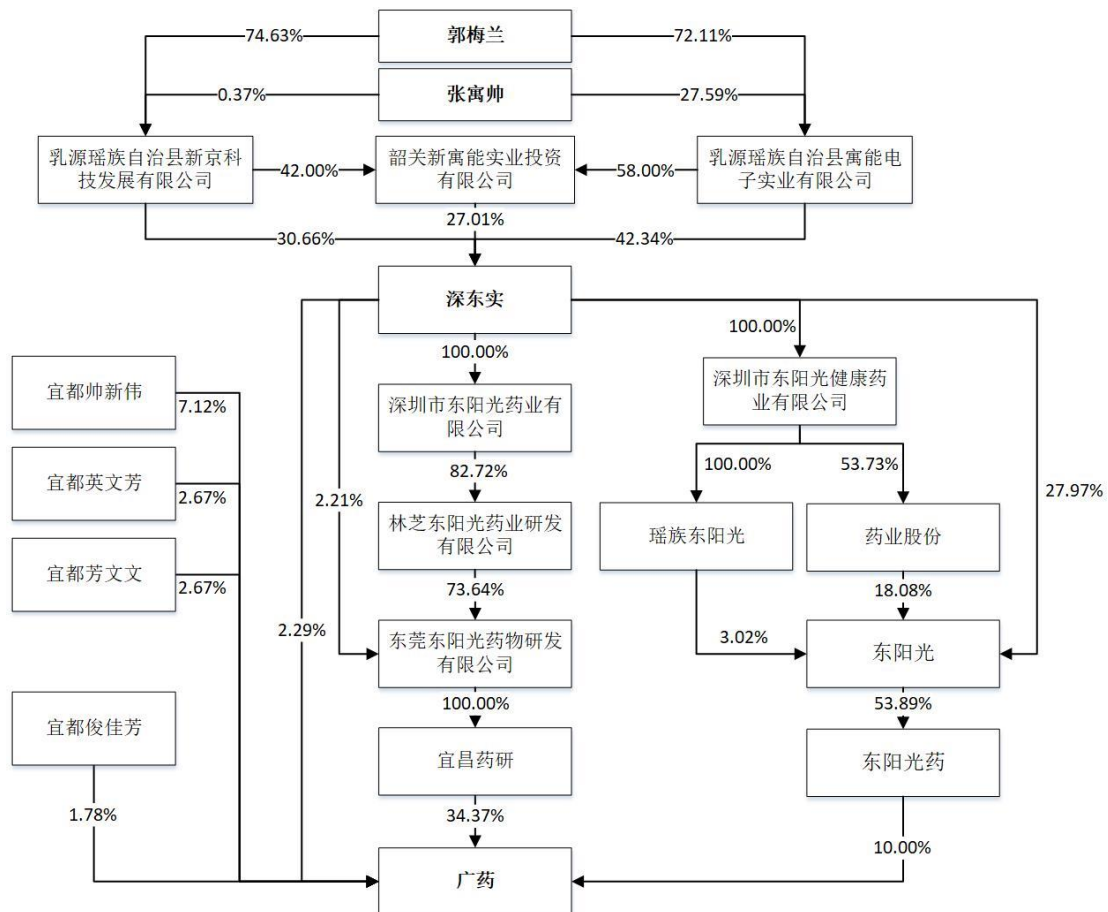 74.63%
郭梅兰
72.11%
0.37%
张寓帅
27.59%
乳源瑶族自治县新京科
技发展有限公司
42.00%
韶关新寓能实业投资
有限公司
58.00%
乳源瑶族自治县寓能电
子实业有限公司
27.01%
30.66%
42.34%
深东实
100.00%
100.00%
宜都帅新伟
7.12%
深圳市东阳光药业有
限公司
深圳市东阳光健康药
业有限公司
82.72%
100.00%
53.73%
宜都英文芳
2.67%
2.21%
27.97%
林芝东阳光药业研发
有限公司
瑶族东阳光
药业股份
宜都芳文文
2.67%
73.64%
18.08%
2.29%
3.02%
东莞东阳光药物研发
有限公司
东阳光
100.00%
53.89%
宜都俊佳芳
宜昌药研
东阳光药
1.78%
34.37%
10.00%
广药